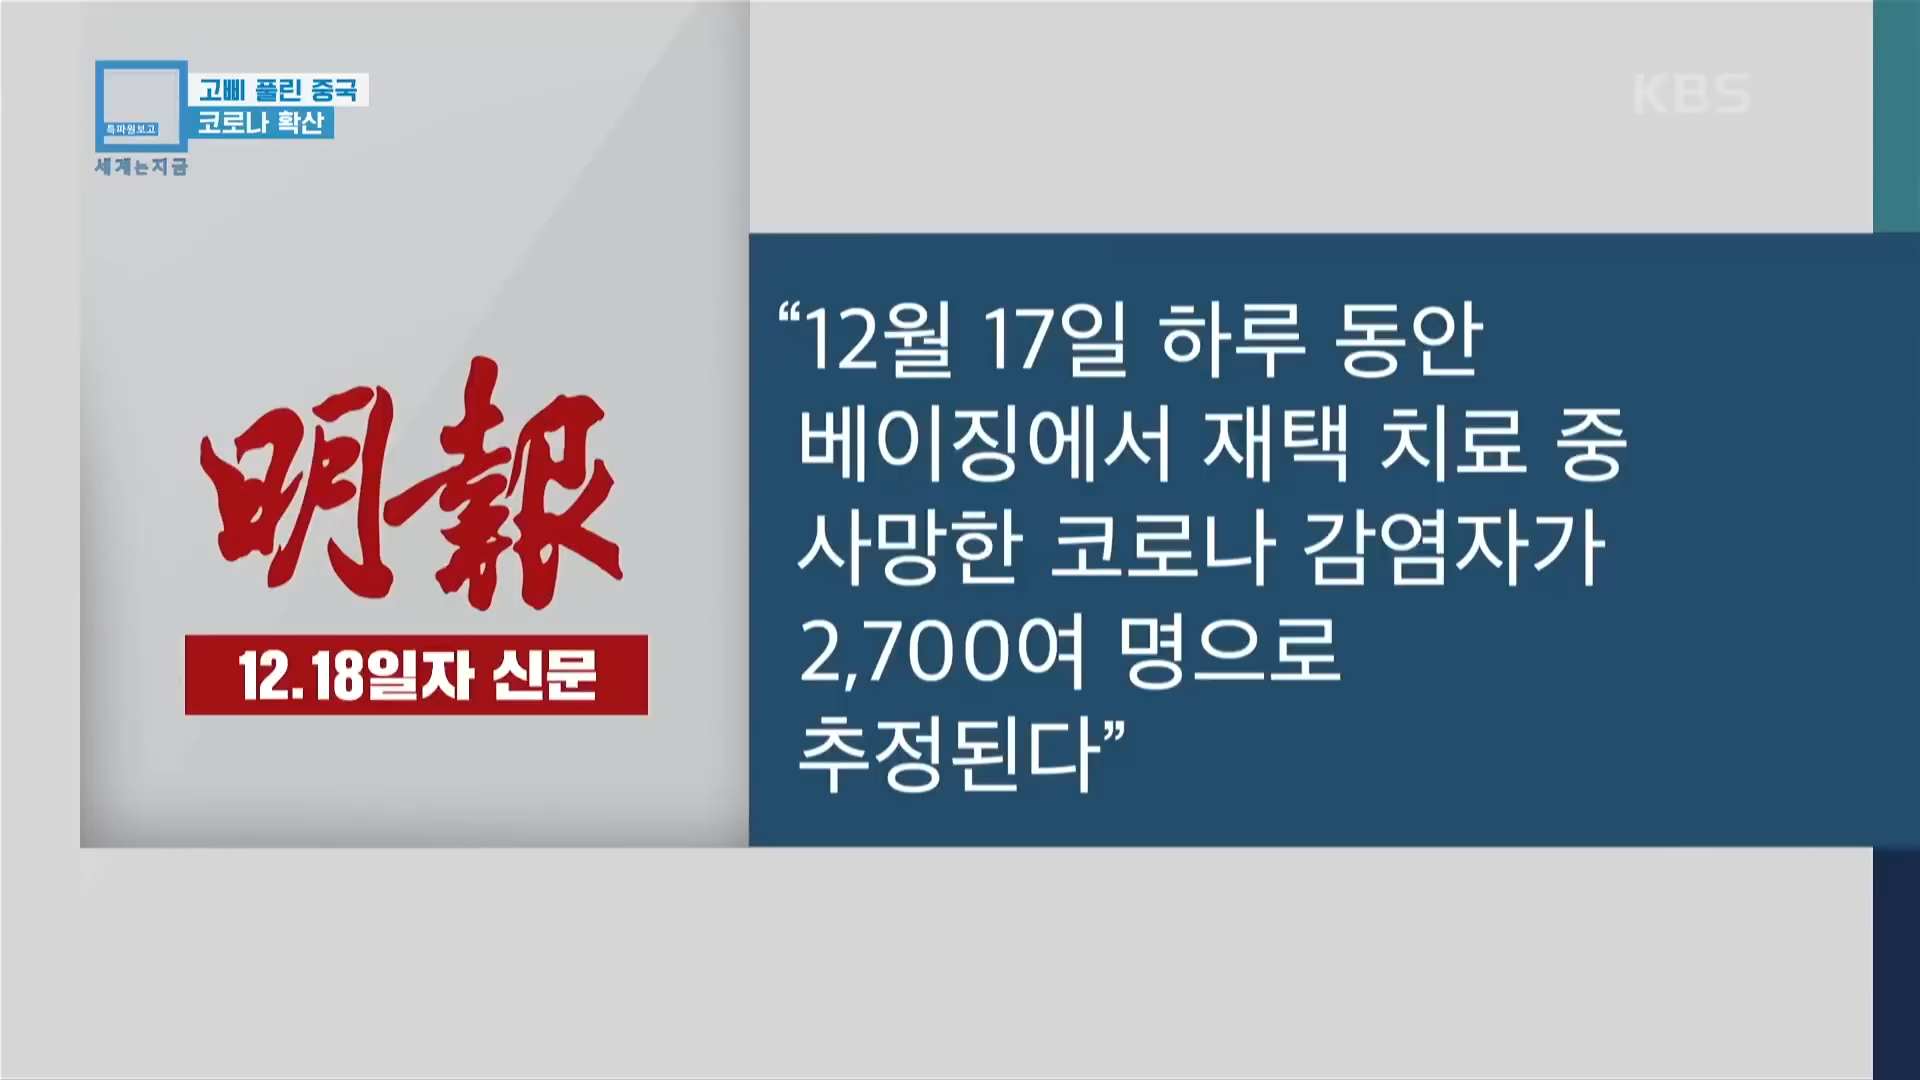 고삐 풀린 중국
코로나 확산
특파원보고
세계는지금
KBS
明報
12.18일자 신문
“12월 17일 하루 동안
베이징에서 재택 치료 중
사망한 코로나 감염자가
2,700여 명으로
추정된다”